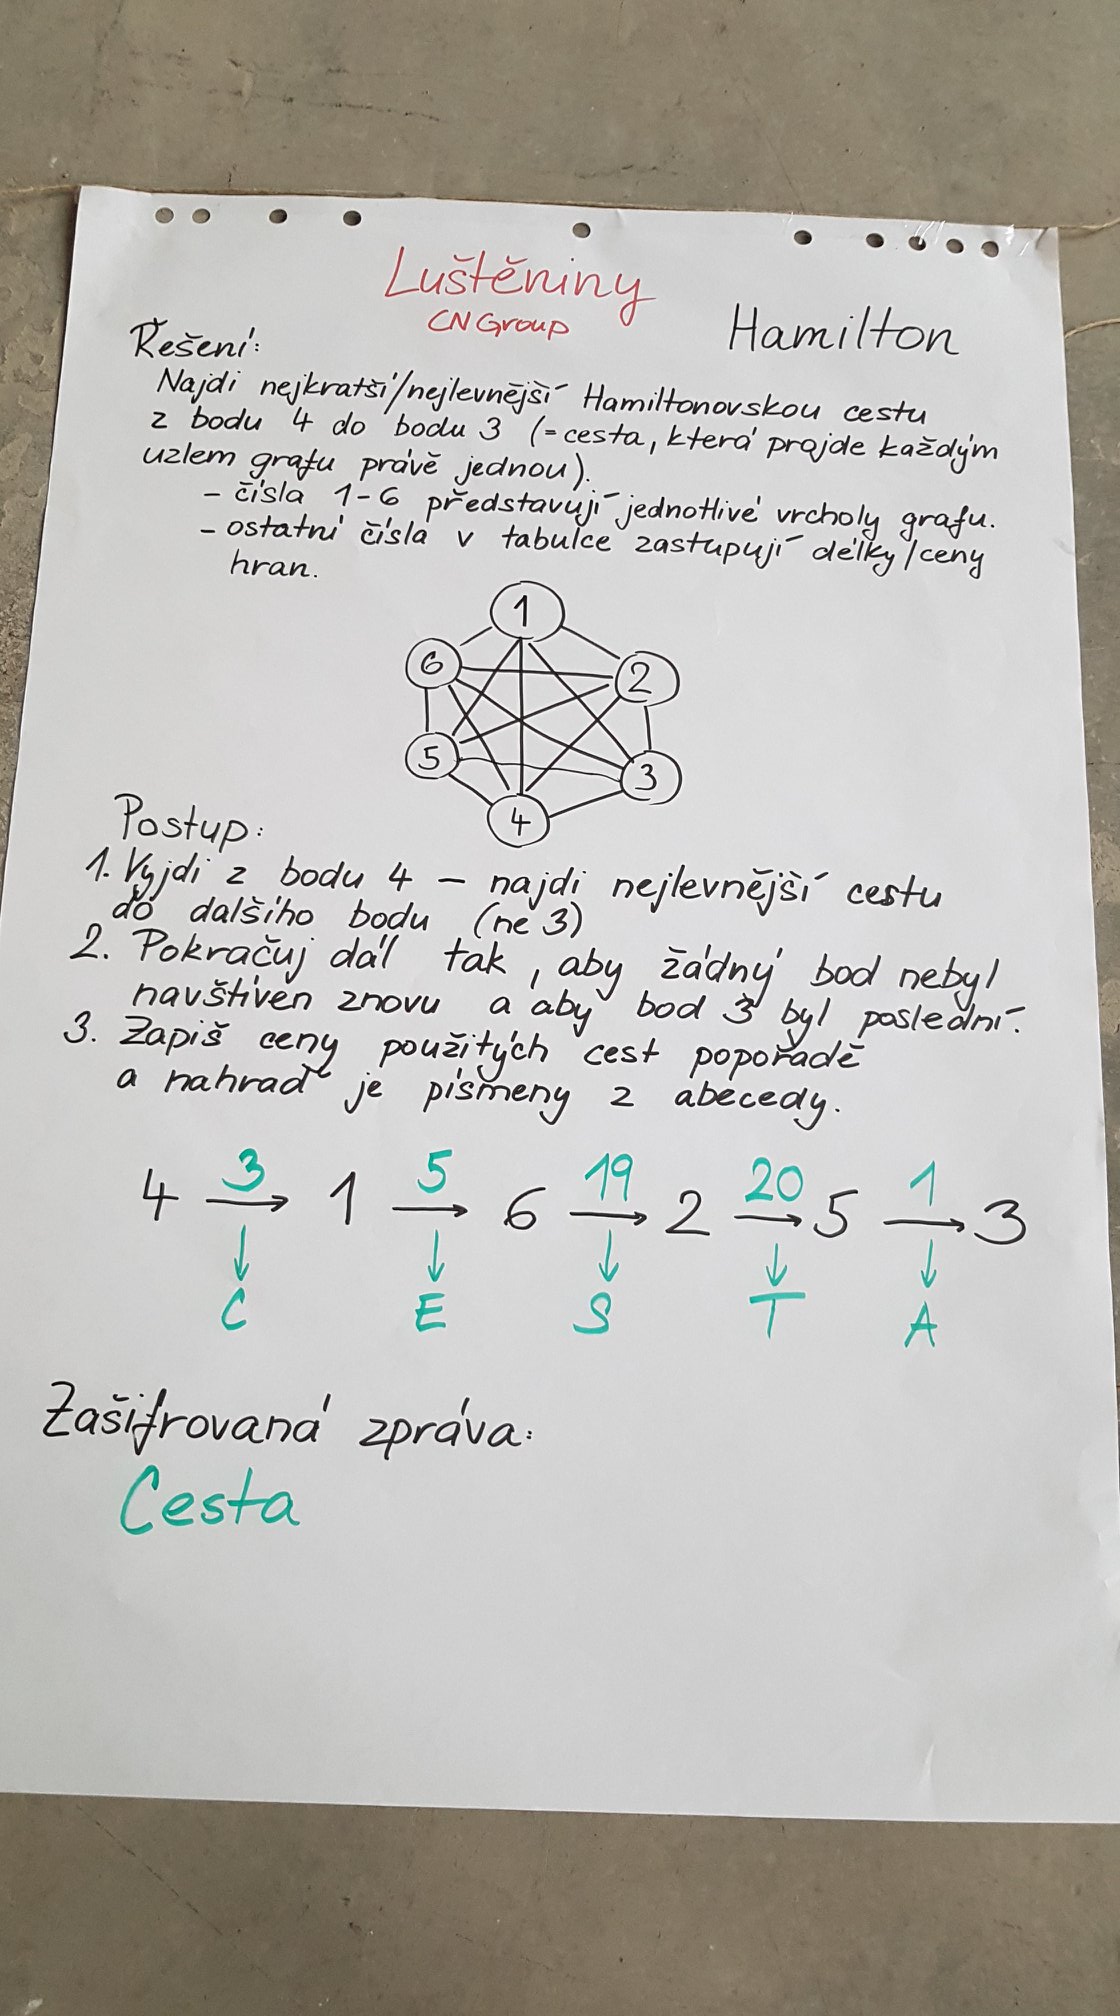 Luštěniny
CN Group
Hamilton
Řešení:
Najdi nejkratší/nejlevnější Hamiltonovskou cestu
z bodu 4 do bodu 3 (=cesta, která projde každým
uzlem grafu právě jednou).
- čísla 1-6 představují jednotlivé vrcholy grafu.
- ostatní čísla v tabulce zastupují délky/ceny
hran.
1
6
2
5
3
4
Postup:
1. Vyjdi z bodu 4 – najdi nejlevnější cestu
do dalšího bodu (ne 3)
2. Pokračuj dál tak, aby žádný bod nebyl
navštíven znovu a aby bod 3 byl poslední.
3. Zapiš ceny použitých cest popořadě
a nahraď je písmeny z abecedy.
3 5 19 20 1
4 → 1 → 6 → 2 → 5 → 3
↓ ↓ ↓ ↓ ↓
C E S T A
Zašifrovaná zpráva:
Cesta